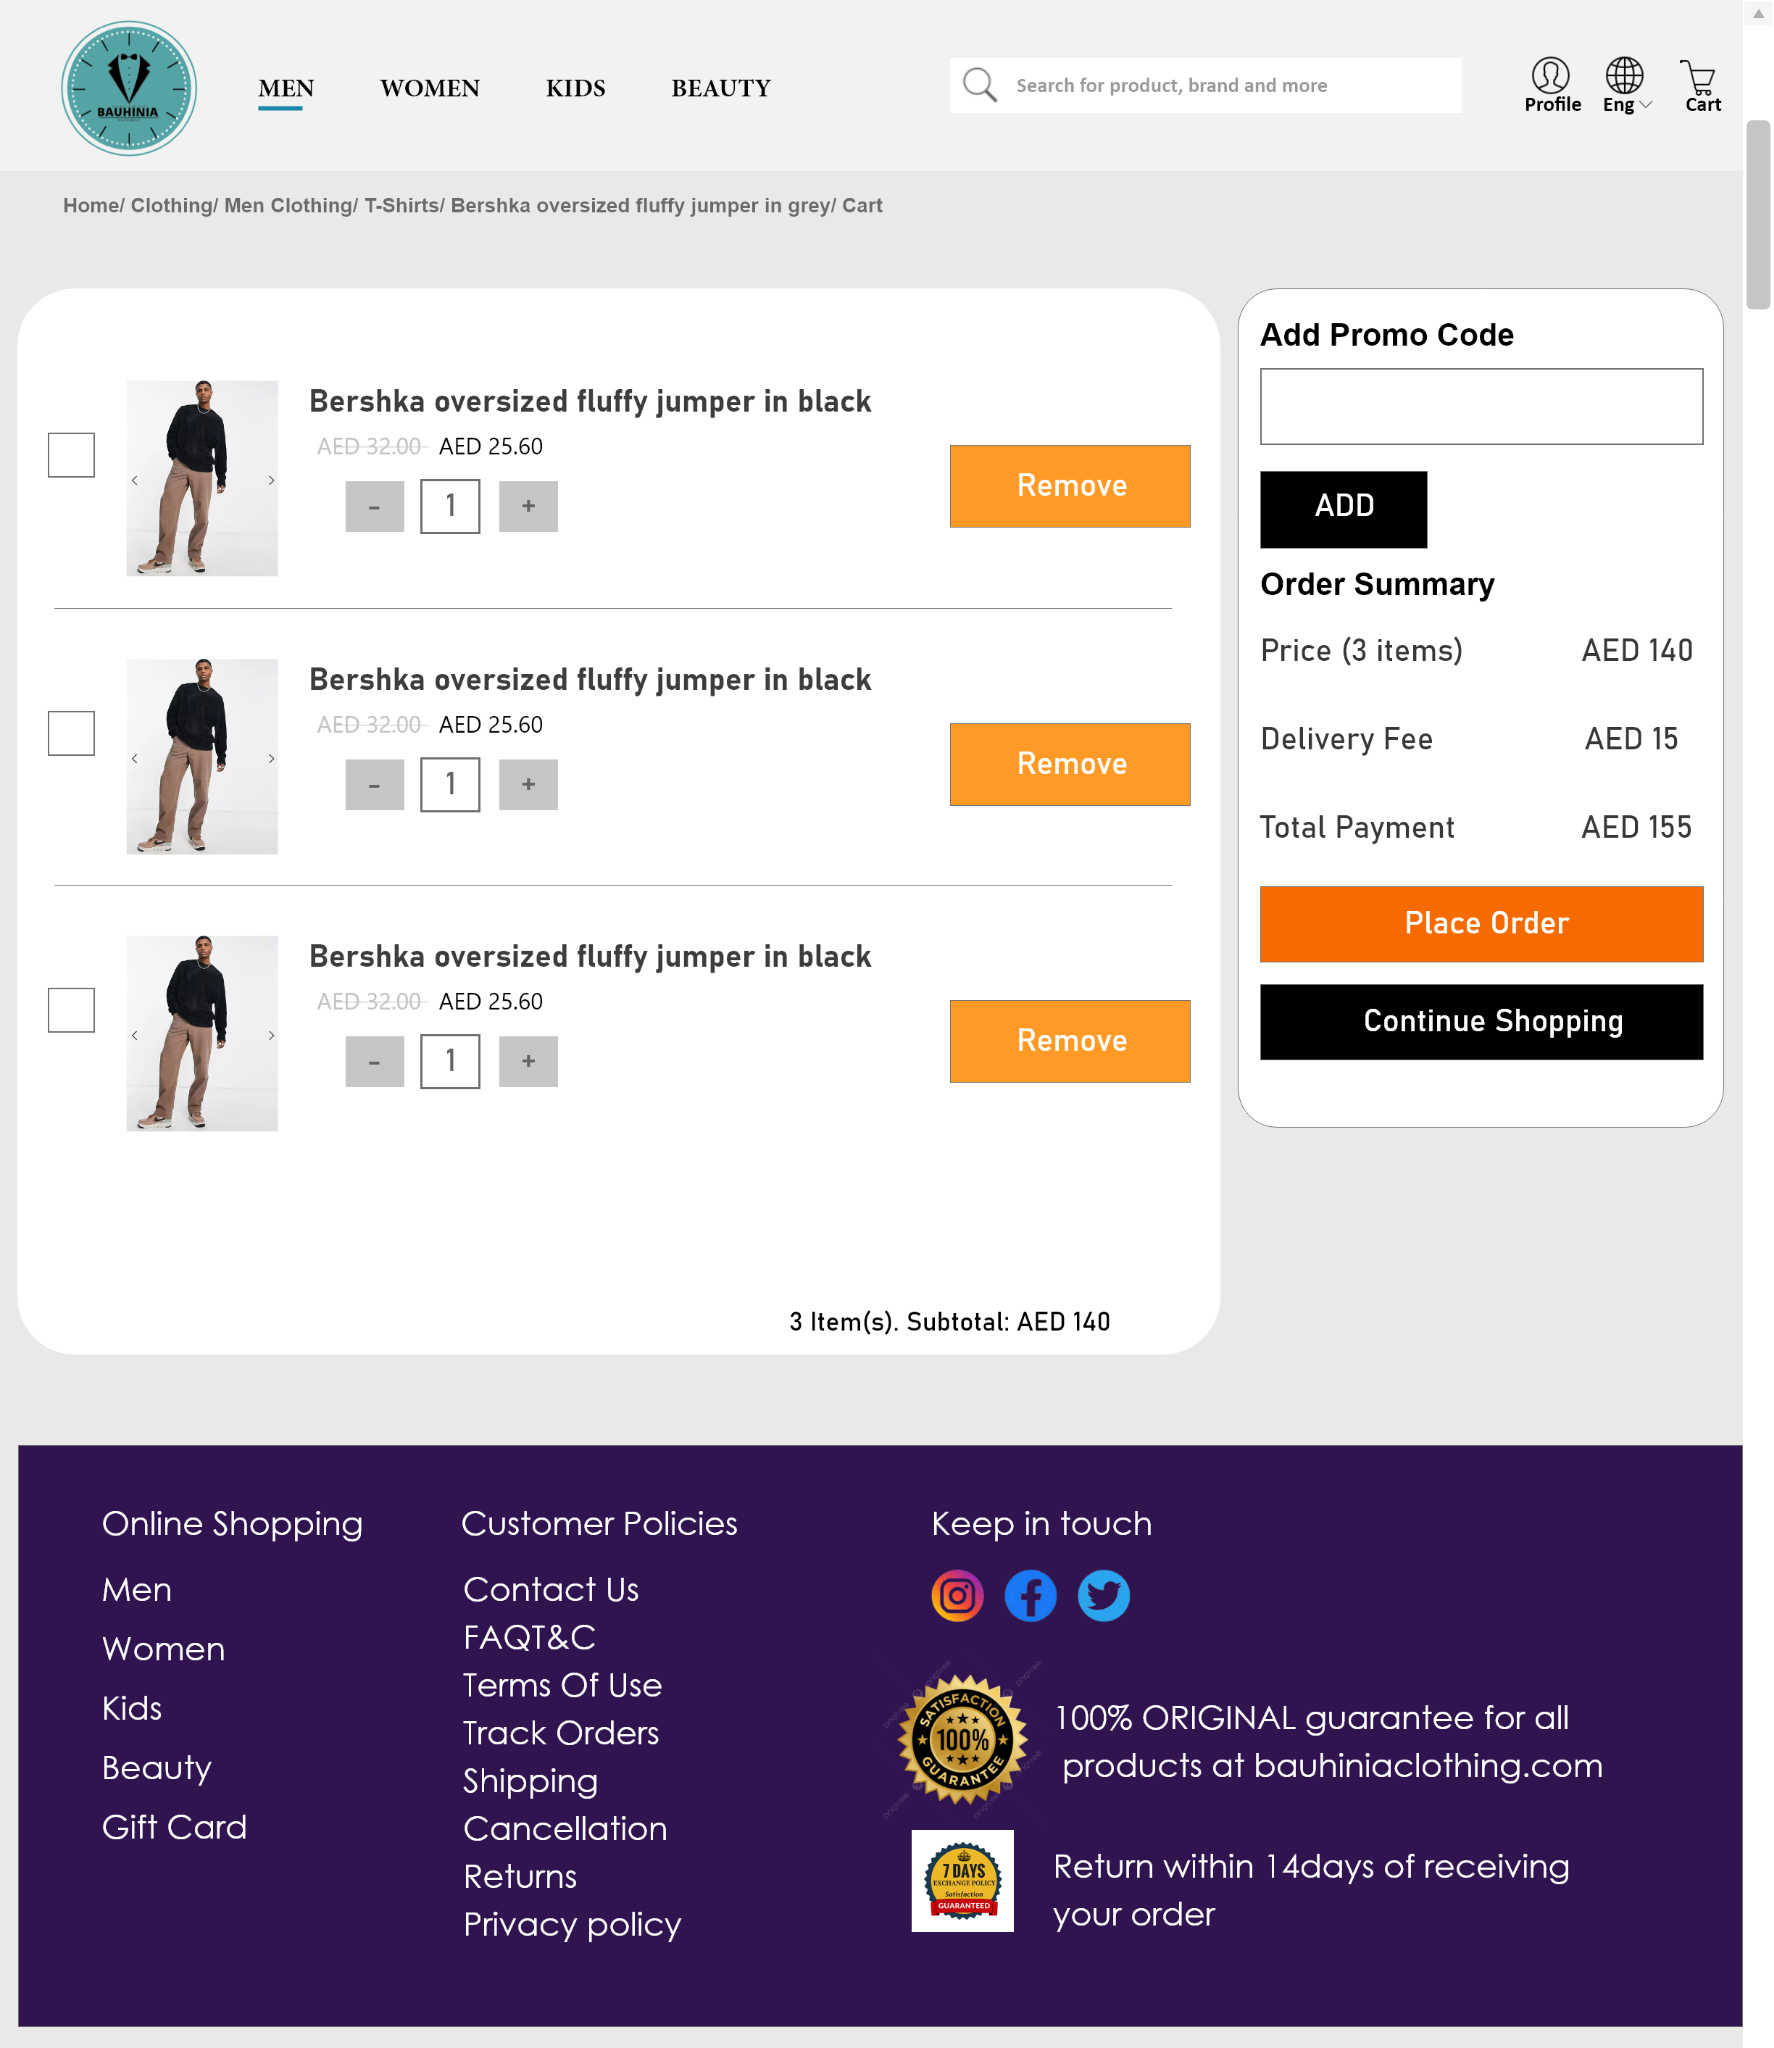 BAUHINIA
MEN
WOMEN
KIDS
BEAUTY
Search for product, brand and more
Profile
Eng
Cart
Home/ Clothing/ Men Clothing/ T-Shirts/ Bershka oversized fluffy jumper in grey/ Cart
Bershka oversized fluffy jumper in black
AED 32.00 AED 25.60
- 1 +
Remove
Bershka oversized fluffy jumper in black
AED 32.00 AED 25.60
- 1 +
Remove
Bershka oversized fluffy jumper in black
AED 32.00 AED 25.60
- 1 +
Remove
3 Item(s). Subtotal: AED 140
Add Promo Code
ADD
Order Summary
Price (3 items) AED 140
Delivery Fee AED 15
Total Payment AED 155
Place Order
Continue Shopping
Online Shopping
Men
Women
Kids
Beauty
Gift Card
Customer Policies
Contact Us
FAQT&C
Terms Of Use
Track Orders
Shipping
Cancellation
Returns
Privacy policy
Keep in touch
SATISFACTION
100%
GUARANTEE
pngtree
100% ORIGINAL guarantee for all
products at bauhiniaclothing.com
7 DAYS
EXCHANGE POLICY
Satisfaction
GUARANTEED
Return within 14days of receiving
your order